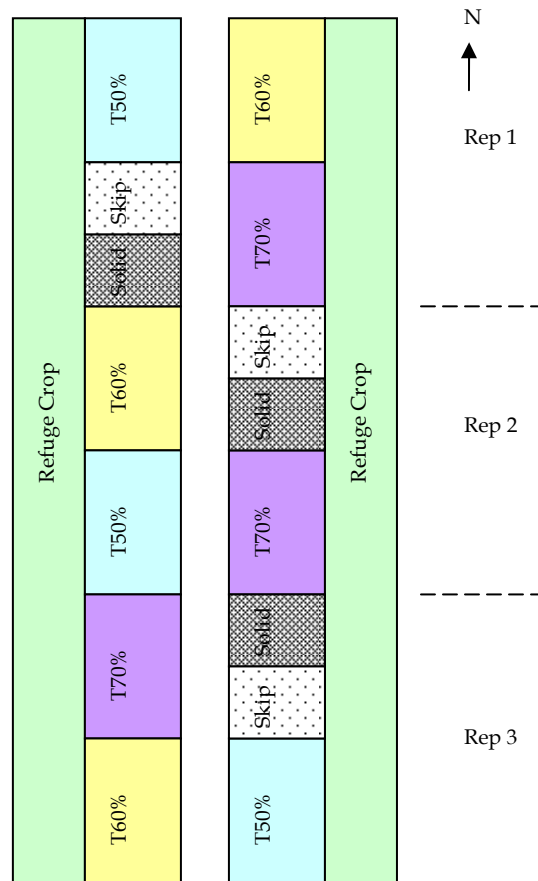 N
Rep 1
Rep 2
Rep 3
Refuge Crop
T50%
Skip
Solid
T60%
T50%
T70%
T60%
T60%
T70%
Skip
Solid
T70%
Solid
Skip
T50%
Refuge Crop